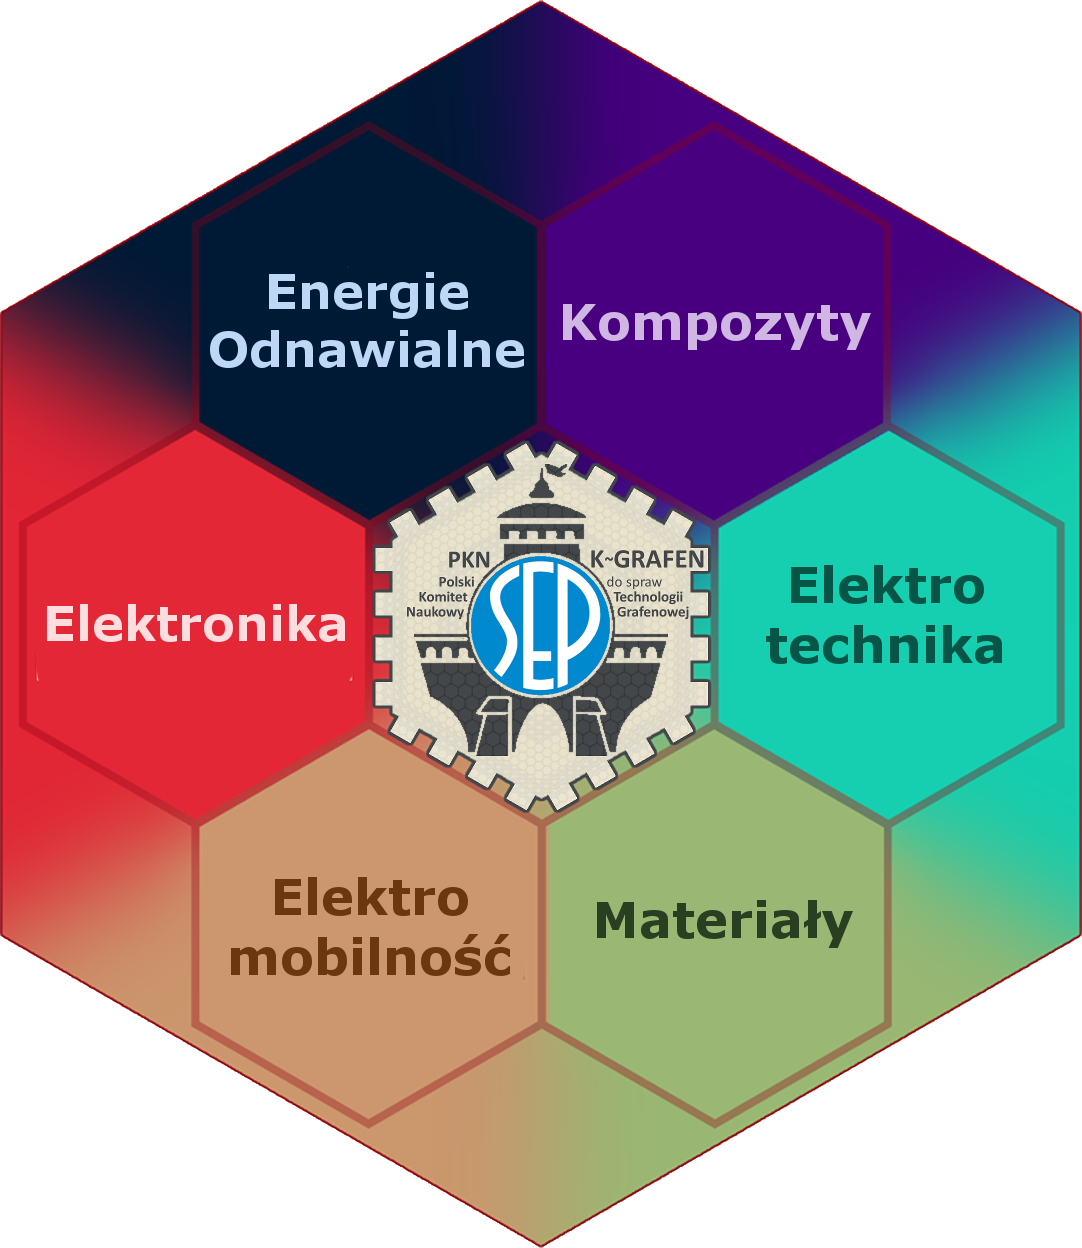 Energie
Odnawialne
Kompozyty
Elektronika
PKN
Polski
Komitet
Naukowy
SEP
K~GRAFEN
do spraw
Technologii
Grafenowej
Elektro
technika
Elektro
mobilność
Materiały